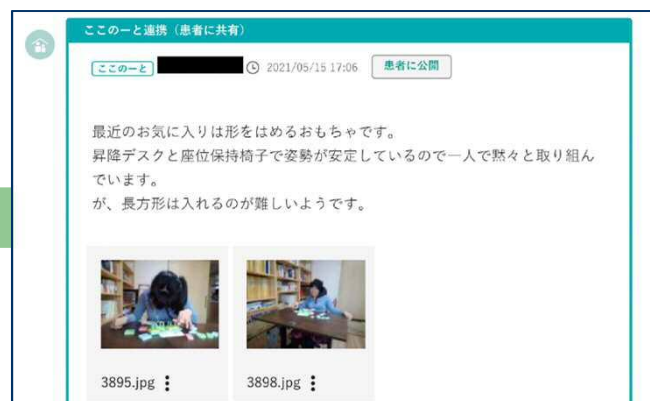 ここのーと連携（患者に共有）
ここのーと 2021/05/15 17:06 患者に公開
最近のお気に入りは形をはめるおもちゃです。
昇降デスクと座位保持椅子で姿勢が安定しているので一人で黙々と取り組ん
でいます。
が、長方形は入れるのが難しいようです。
3895.jpg 3898.jpg